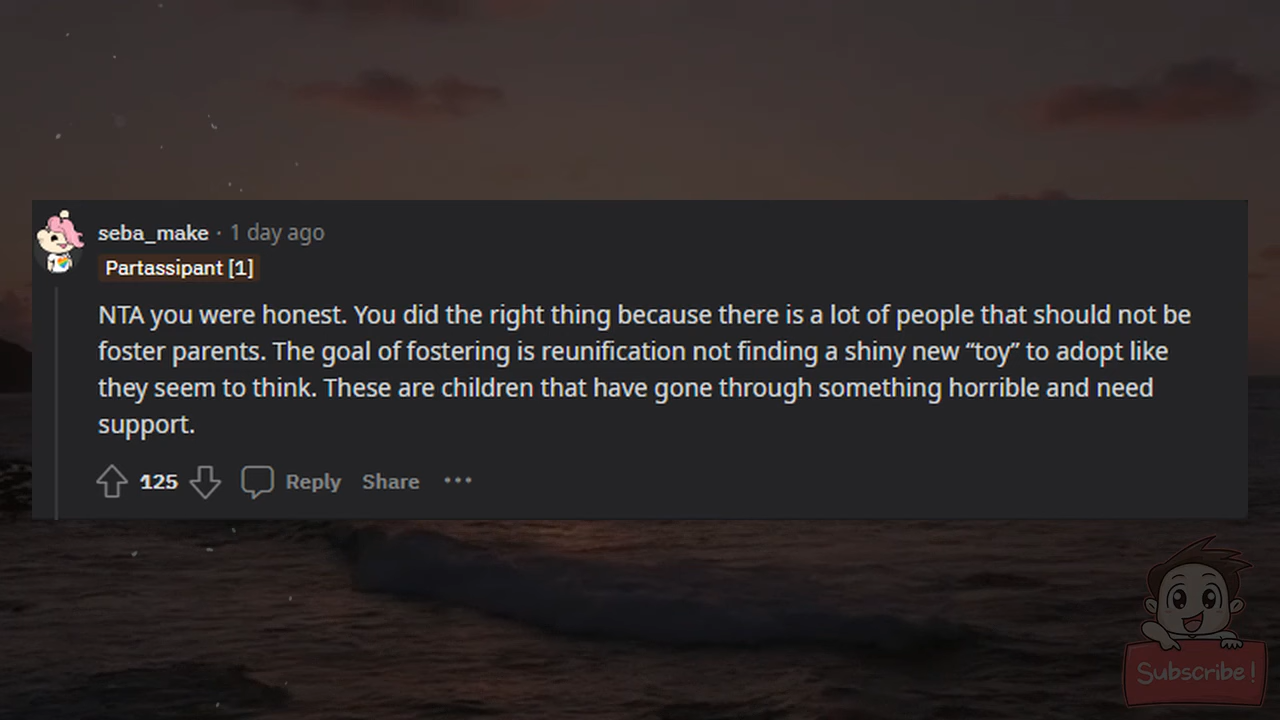 seba_make · 1 day ago
Partassipant [1]
NTA you were honest. You did the right thing because there is a lot of people that should not be
foster parents. The goal of fostering is reunification not finding a shiny new “toy” to adopt like
they seem to think. These are children that have gone through something horrible and need
support.
125 Reply Share ···
Subscribe!